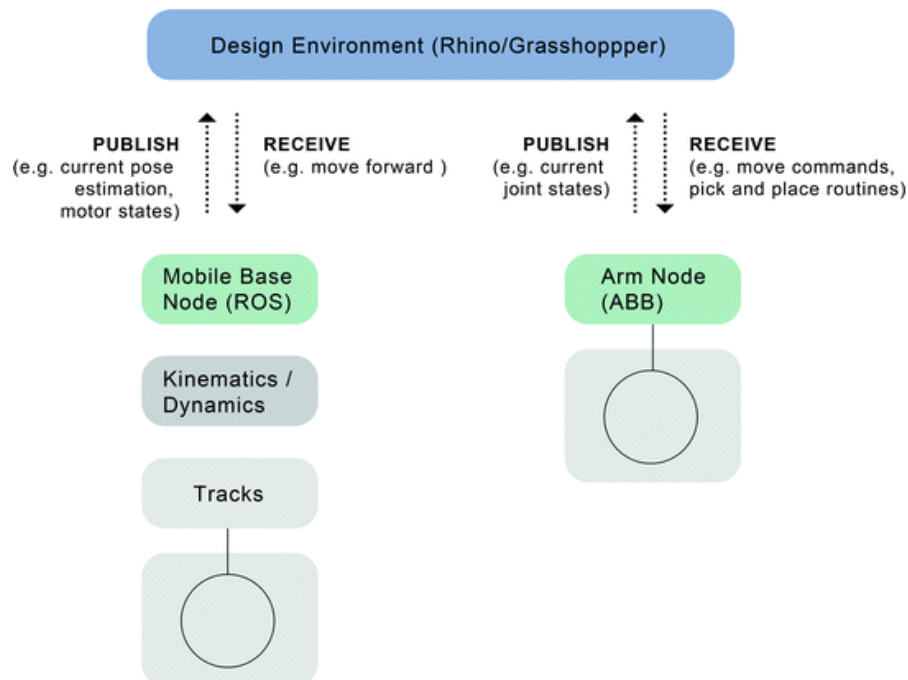 Design Environment (Rhino/Grasshoppper)
PUBLISH
(e.g. current pose
estimation,
motor states)
RECEIVE
(e.g. move forward )
PUBLISH
(e.g. current
joint states)
RECEIVE
(e.g. move commands,
pick and place routines)
Mobile Base
Node (ROS)
Arm Node
(ABB)
Kinematics /
Dynamics
Tracks